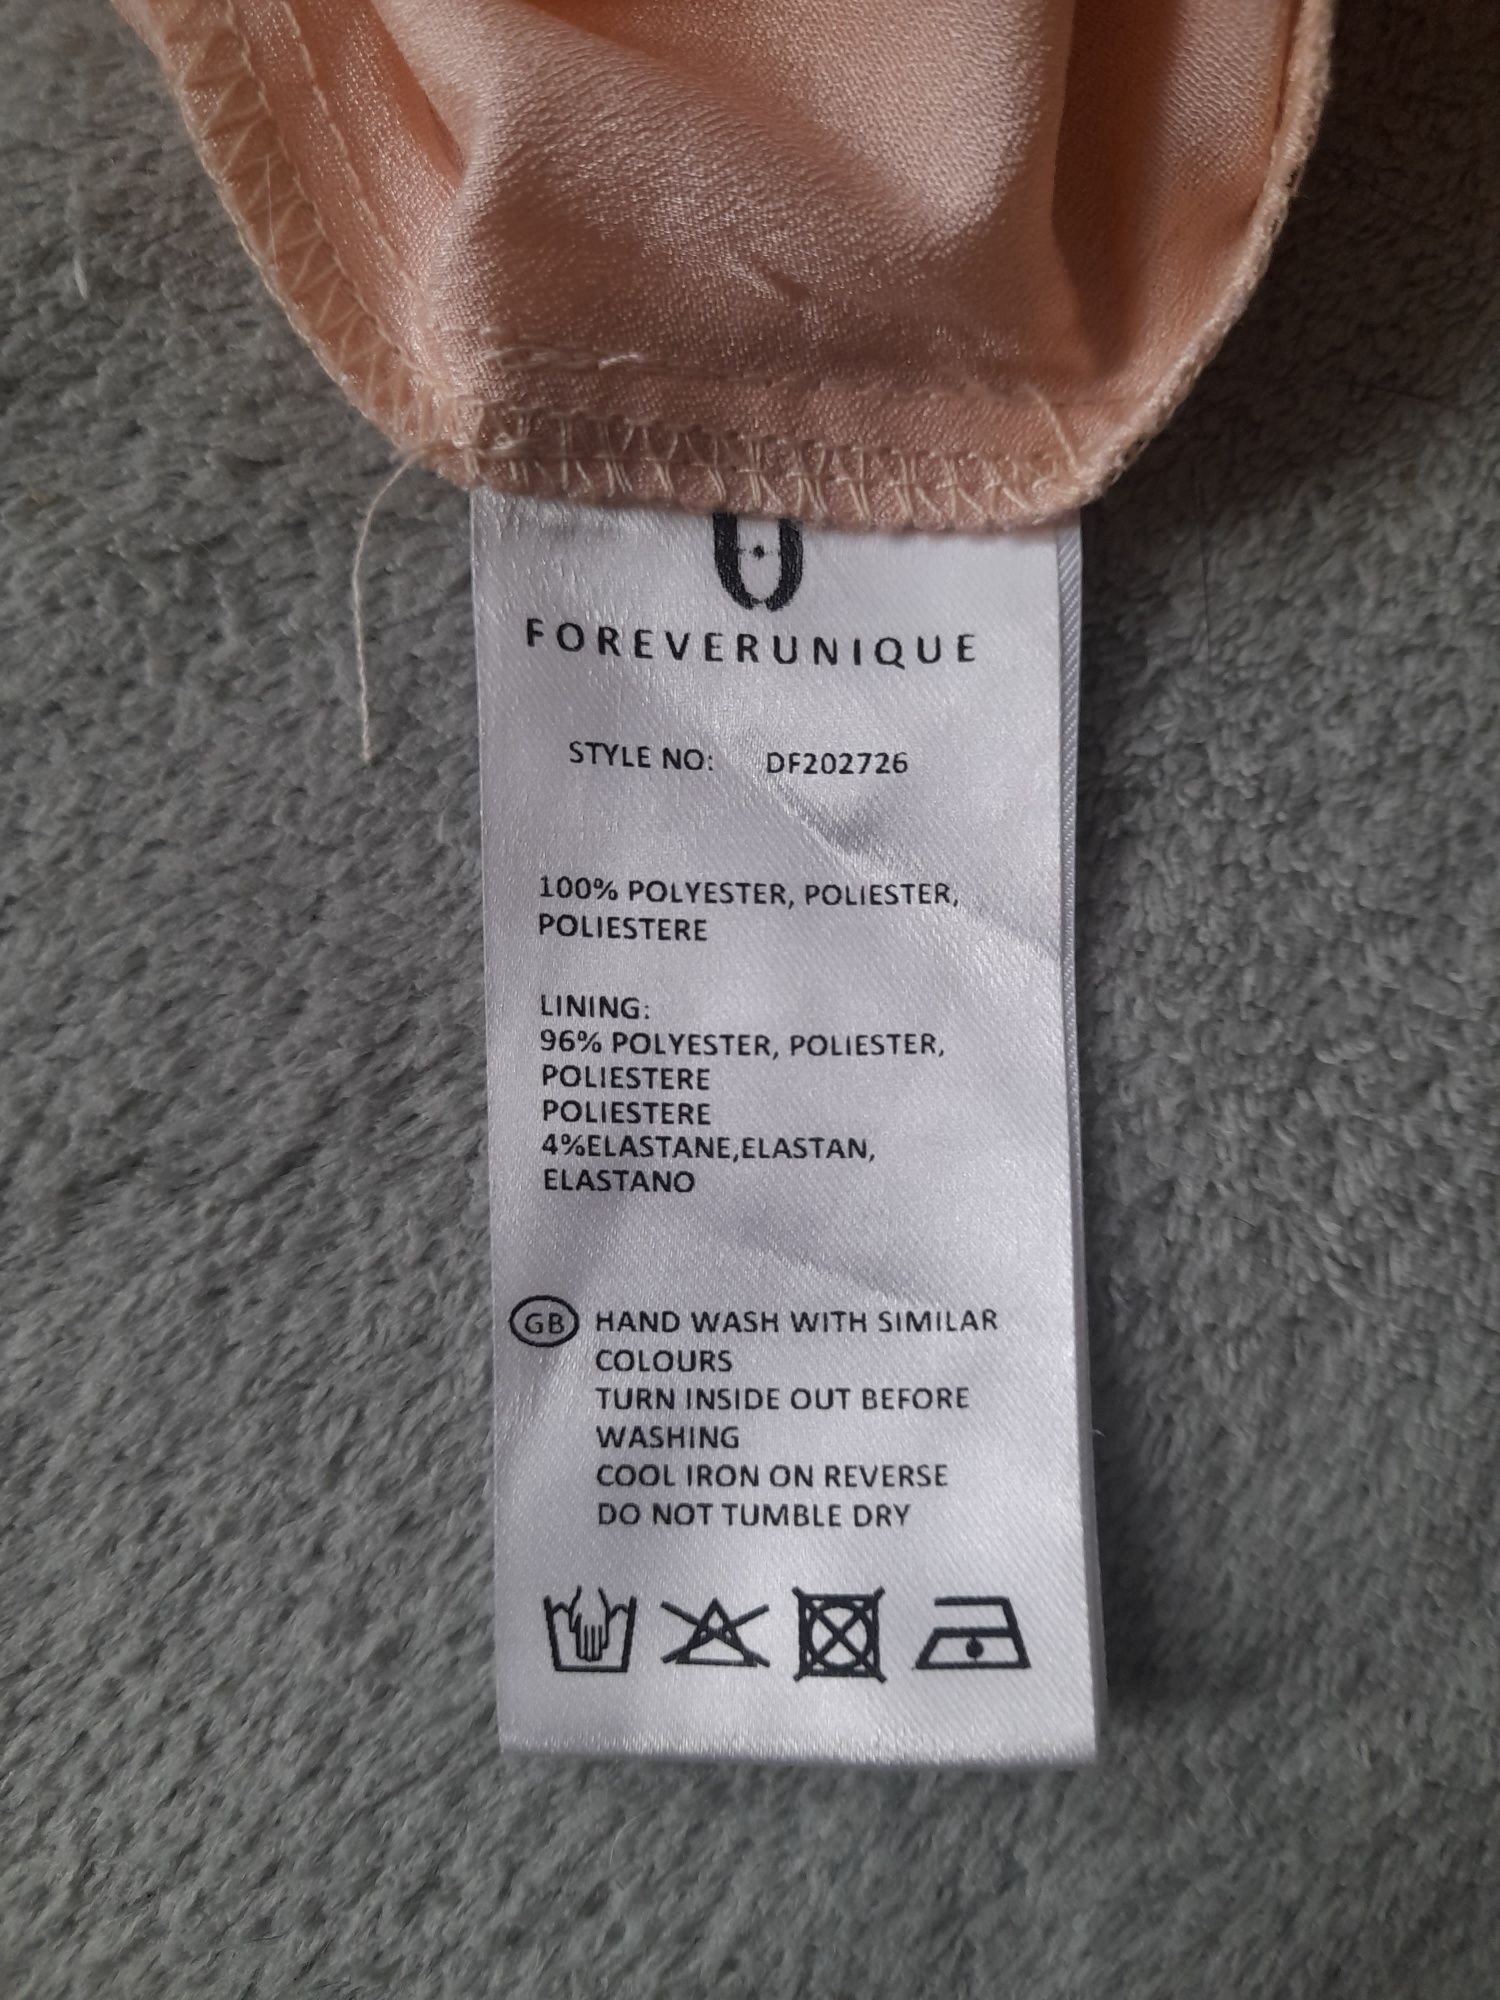 FOREVERUNIQUE
STYLE NO: DF202726
100% POLYESTER, POLIESTER,
POLIESTERE
LINING:
96% POLYESTER, POLIESTER,
POLIESTERE
POLIESTERE
4%ELASTANE,ELASTAN,
ELASTANO
GB HAND WASH WITH SIMILAR
COLOURS
TURN INSIDE OUT BEFORE
WASHING
COOL IRON ON REVERSE
DO NOT TUMBLE DRY